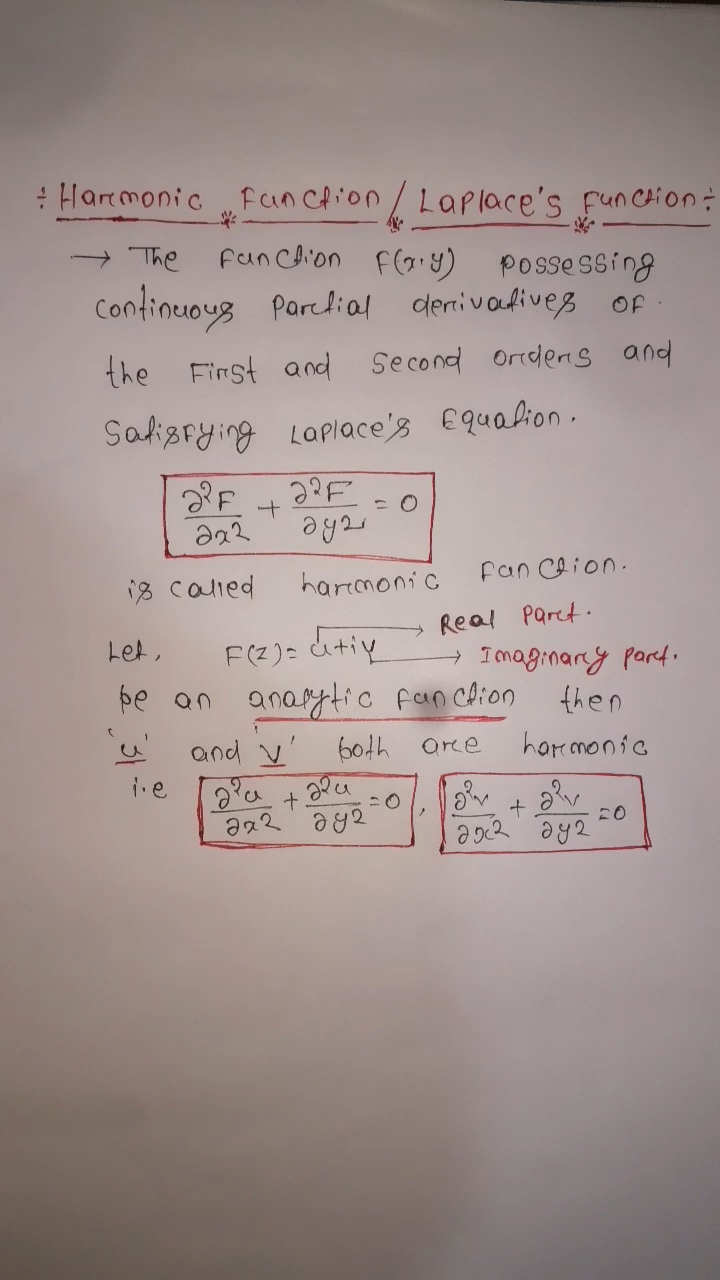 ÷ Harmonic Function / Laplace's Function ÷
→ The function F(x,y) possessing
continuous Partial derivatives of
the First and Second orders and
Satisfying Laplace's Equation.
∂²F/∂x² + ∂²F/∂y² = 0
is called harmonic function.
→ Real Part.
Let, F(z) = u+iv → Imaginary part.
be an analytic function then
'u' and 'v' both are harmonic
i.e ∂²u/∂x² + ∂²u/∂y² = 0, ∂²v/∂x² + ∂²v/∂y² = 0